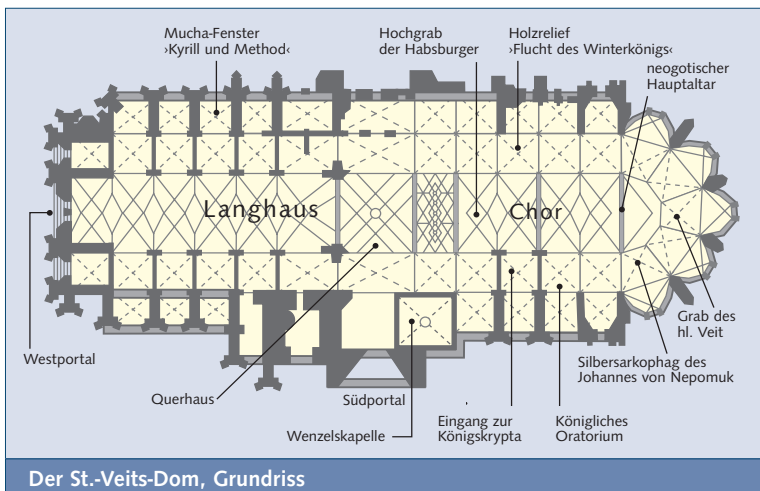 Mucha-Fenster
›Kyrill und Method‹
Hochgrab
der Habsburger
Holzrelief
›Flucht des Winterkönigs‹
neogotischer
Hauptaltar
Langhaus
Chor
Westportal
Querhaus
Südportal
Wenzelskapelle
Eingang zur
Königskrypta
Königliches
Oratorium
Silbersarkophag des
Johannes von Nepomuk
Grab des
hl. Veit
Der St.-Veits-Dom, Grundriss